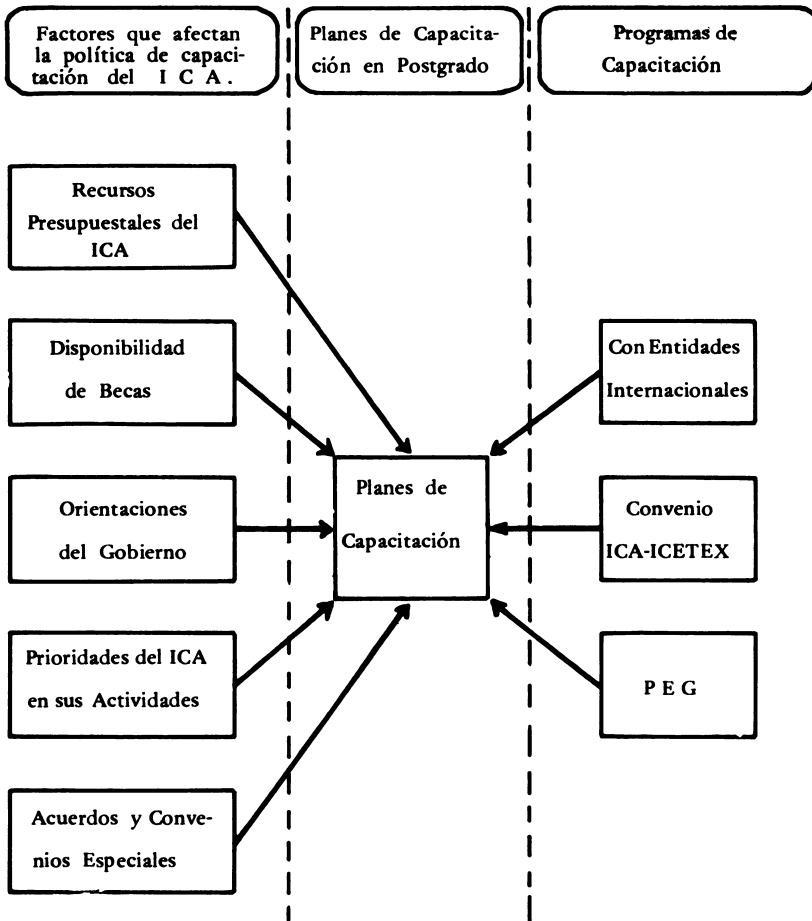 Factores que afectan
la política de capaci-
tación del I C A .
Planes de Capacita-
ción en Postgrado
Programas de
Capacitación
Recursos
Presupuestales del
ICA
Disponibilidad
de Becas
Orientaciones
del Gobierno
Prioridades del ICA
en sus Actividades
Acuerdos y Conve-
nios Especiales
Planes de
Capacitación
Con Entidades
Internacionales
Convenio
ICA-ICETEX
P E G